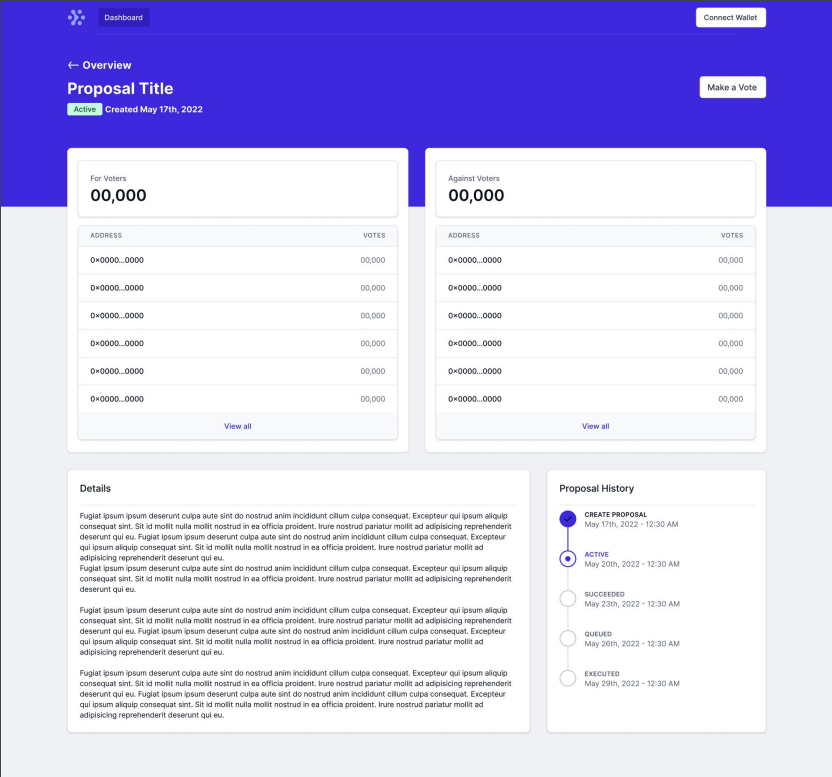 Dashboard
Connect Wallet
← Overview
Proposal Title
Make a Vote
Active Created May 17th, 2022
For Voters
00,000
ADDRESS VOTES
0×0000...0000 00,000
0×0000...0000 00,000
0×0000...0000 00,000
0×0000...0000 00,000
0×0000...0000 00,000
0×0000...0000 00,000
View all
Against Voters
00,000
ADDRESS VOTES
0×0000...0000 00,000
0×0000...0000 00,000
0×0000...0000 00,000
0×0000...0000 00,000
0×0000...0000 00,000
0×0000...0000 00,000
View all
Details
Fugiat ipsum ipsum deserunt culpa aute sint do nostrud anim incididunt cillum culpa consequat. Excepteur qui ipsum aliquip
consequat sint. Sit id mollit nulla mollit nostrud in ea officia proident. Irure nostrud pariatur mollit ad adipisicing reprehenderit
deserunt qui eu. Fugiat ipsum ipsum deserunt culpa aute sint do nostrud anim incididunt cillum culpa consequat. Excepteur
qui ipsum aliquip consequat sint. Sit id mollit nulla mollit nostrud in ea officia proident. Irure nostrud pariatur mollit ad
adipisicing reprehenderit deserunt qui eu.
Fugiat ipsum ipsum deserunt culpa aute sint do nostrud anim incididunt cillum culpa consequat. Excepteur qui ipsum aliquip
consequat sint. Sit id mollit nulla mollit nostrud in ea officia proident. Irure nostrud pariatur mollit ad adipisicing reprehenderit
deserunt qui eu.
Fugiat ipsum ipsum deserunt culpa aute sint do nostrud anim incididunt cillum culpa consequat. Excepteur qui ipsum aliquip
consequat sint. Sit id mollit nulla mollit nostrud in ea officia proident. Irure nostrud pariatur mollit ad adipisicing reprehenderit
deserunt qui eu. Fugiat ipsum ipsum deserunt culpa aute sint do nostrud anim incididunt cillum culpa consequat. Excepteur
qui ipsum aliquip consequat sint. Sit id mollit nulla mollit nostrud in ea officia proident. Irure nostrud pariatur mollit ad
adipisicing reprehenderit deserunt qui eu.
Fugiat ipsum ipsum deserunt culpa aute sint do nostrud anim incididunt cillum culpa consequat. Excepteur qui ipsum aliquip
consequat sint. Sit id mollit nulla mollit nostrud in ea officia proident. Irure nostrud pariatur mollit ad adipisicing reprehenderit
deserunt qui eu. Fugiat ipsum ipsum deserunt culpa aute sint do nostrud anim incididunt cillum culpa consequat. Excepteur
qui ipsum aliquip consequat sint. Sit id mollit nulla mollit nostrud in ea officia proident. Irure nostrud pariatur mollit ad
adipisicing reprehenderit deserunt qui eu.
Proposal History
CREATE PROPOSAL
May 17th, 2022 - 12:30 AM
ACTIVE
May 20th, 2022 - 12:30 AM
SUCCEEDED
May 23th, 2022 - 12:30 AM
QUEUED
May 26th, 2022 - 12:30 AM
EXECUTED
May 29th, 2022 - 12:30 AM